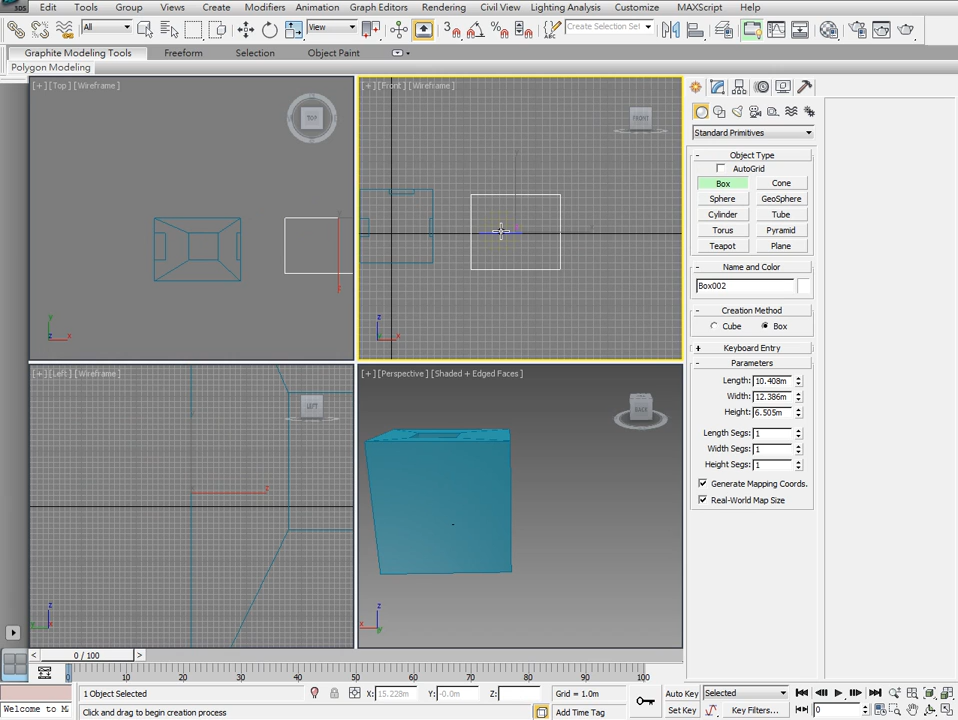 3DS
Edit Tools Group Views Create Modifiers Animation Graph Editors Rendering Civil View Lighting Analysis Customize MAXScript Help
All View 3 Create Selection Set
Graphite Modeling Tools Freeform Selection Object Paint
Polygon Modeling
[+][Top][Wireframe]
TOP
y
z x
z
[+][Front][Wireframe]
FRONT
z
x
[+][Left][Wireframe]
LEFT
z
z
y x
[+][Perspective][Shaded + Edged Faces]
BACK
z
x y
Standard Primitives
- Object Type
AutoGrid
Box Cone
Sphere GeoSphere
Cylinder Tube
Torus Pyramid
Teapot Plane
- Name and Color
Box002
- Creation Method
Cube Box
+ Keyboard Entry
- Parameters
Length: 10.408m
Width: 12.386m
Height: 6.505m
Length Segs: 1
Width Segs: 1
Height Segs: 1
Generate Mapping Coords.
Real-World Map Size
< 0 / 100 >
0 10 20 30 40 50 60 70 80 90 100
1 Object Selected X: 15.228m Y: -0.0m Z: Grid = 1.0m Auto Key Selected
Welcome to M Click and drag to begin creation process Add Time Tag Set Key Key Filters... 0